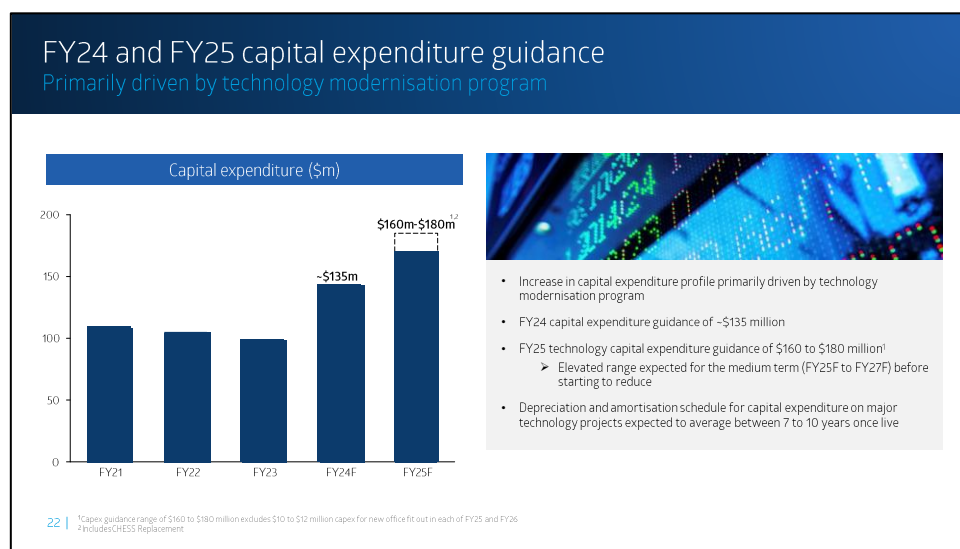 FY24 and FY25 capital expenditure guidance
Primarily driven by technology modernisation program
Capital expenditure ($m)
200
150
100
50
0
~$135m
$160m-$180m1,2
FY21
FY22
FY23
FY24F
FY25F
• Increase in capital expenditure profile primarily driven by technology
modernisation program
• FY24 capital expenditure guidance of ~$135 million
• FY25 technology capital expenditure guidance of $160 to $180 million1
➢ Elevated range expected for the medium term (FY25F to FY27F) before
starting to reduce
• Depreciation and amortisation schedule for capital expenditure on major
technology projects expected to average between 7 to 10 years once live
22 |
1Capex guidance range of $160 to $180 million excludes $10 to $12 million capex for new office fit out in each of FY25 and FY26
2 Includes CHESS Replacement